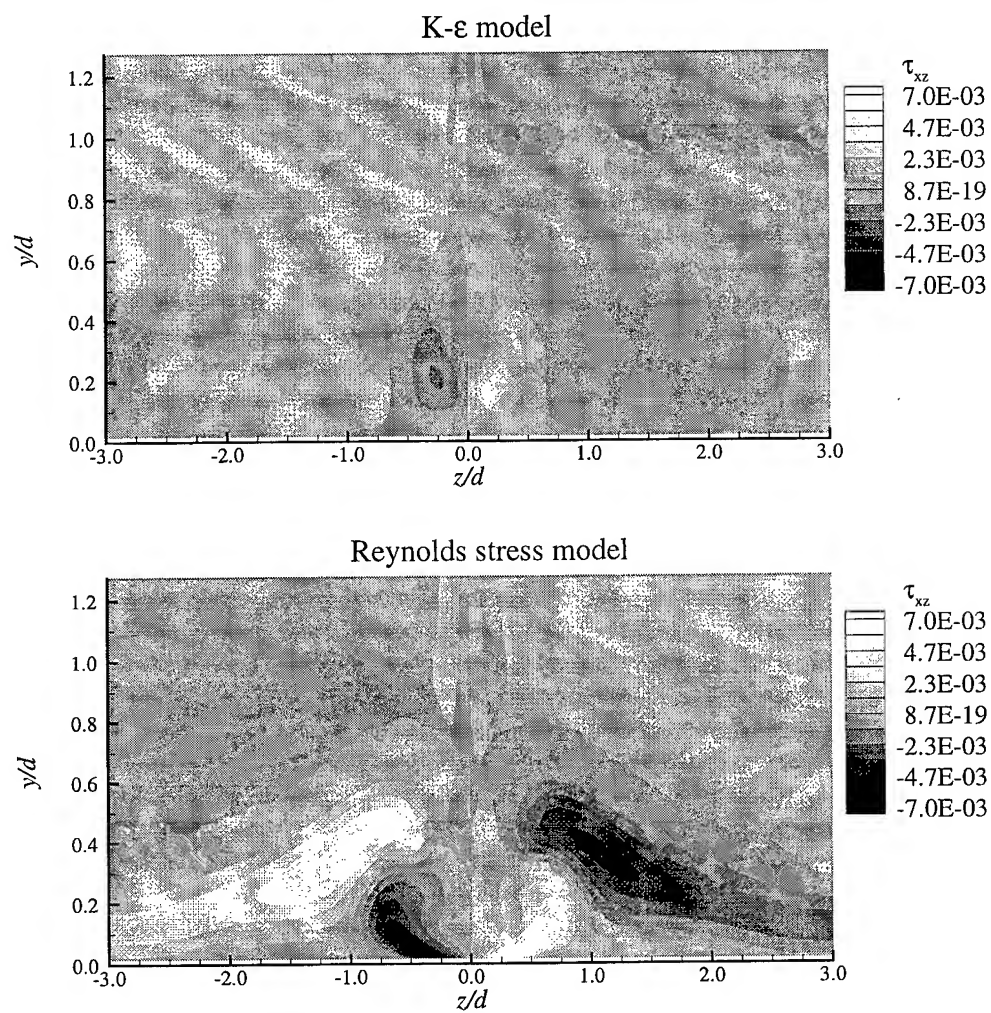 K-ε model
τxz
7.0E-03
4.7E-03
2.3E-03
8.7E-19
-2.3E-03
-4.7E-03
-7.0E-03
y/d
1.2
1.0
0.8
0.6
0.4
0.2
0.0
-3.0 -2.0 -1.0 0.0 1.0 2.0 3.0
z/d
Reynolds stress model
τxz
7.0E-03
4.7E-03
2.3E-03
8.7E-19
-2.3E-03
-4.7E-03
-7.0E-03
y/d
1.2
1.0
0.8
0.6
0.4
0.2
0.0
-3.0 -2.0 -1.0 0.0 1.0 2.0 3.0
z/d